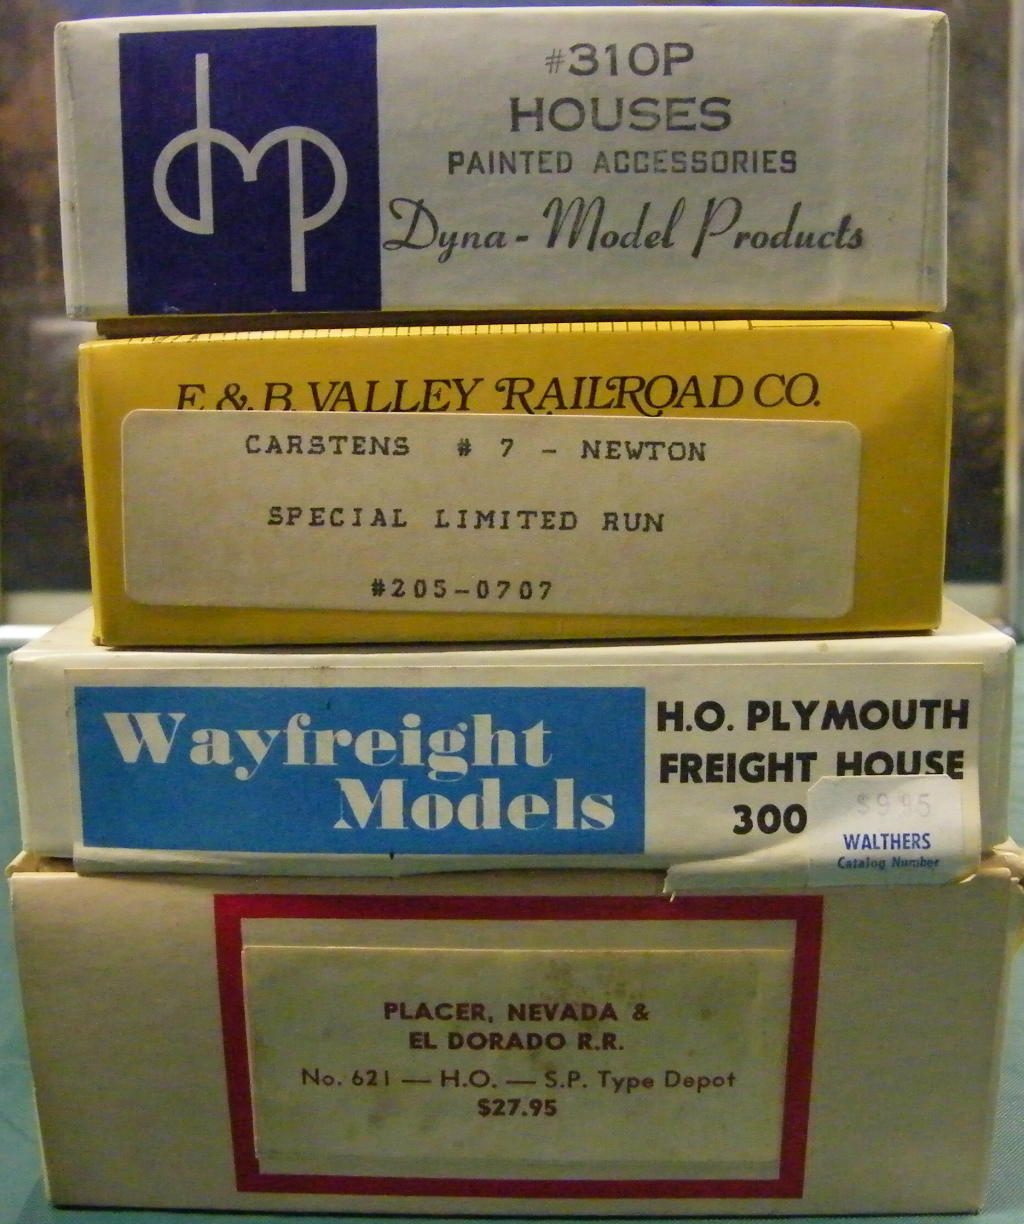 dmp
#310P
HOUSES
PAINTED ACCESSORIES
Dyna-Model Products
E & B VALLEY RAILROAD CO.
CARSTENS # 7 - NEWTON
SPECIAL LIMITED RUN
#205-0707
Wayfreight
Models
H.O. PLYMOUTH
FREIGHT HOUSE
300
$9.95
WALTHERS
Catalog Number
PLACER, NEVADA &
EL DORADO R.R.
No. 621 — H.O. — S.P. Type Depot
$27.95